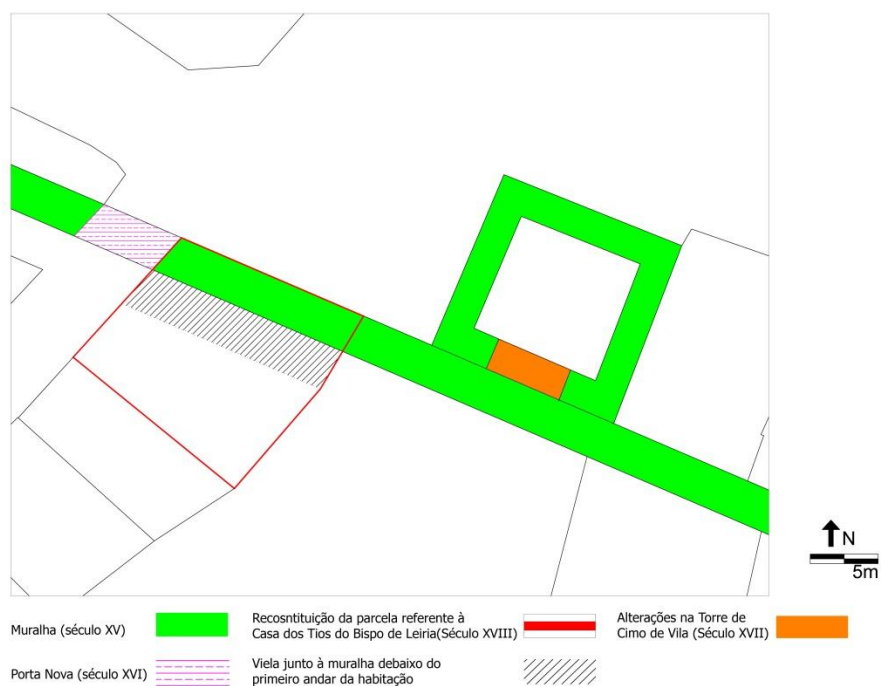 N
5m
Muralha (século XV)
Recosntituição da parcela referente à
Casa dos Tios do Bispo de Leiria(Século XVIII)
Alterações na Torre de
Cimo de Vila (Século XVII)
Porta Nova (século XVI)
Viela junto à muralha debaixo do
primeiro andar da habitação